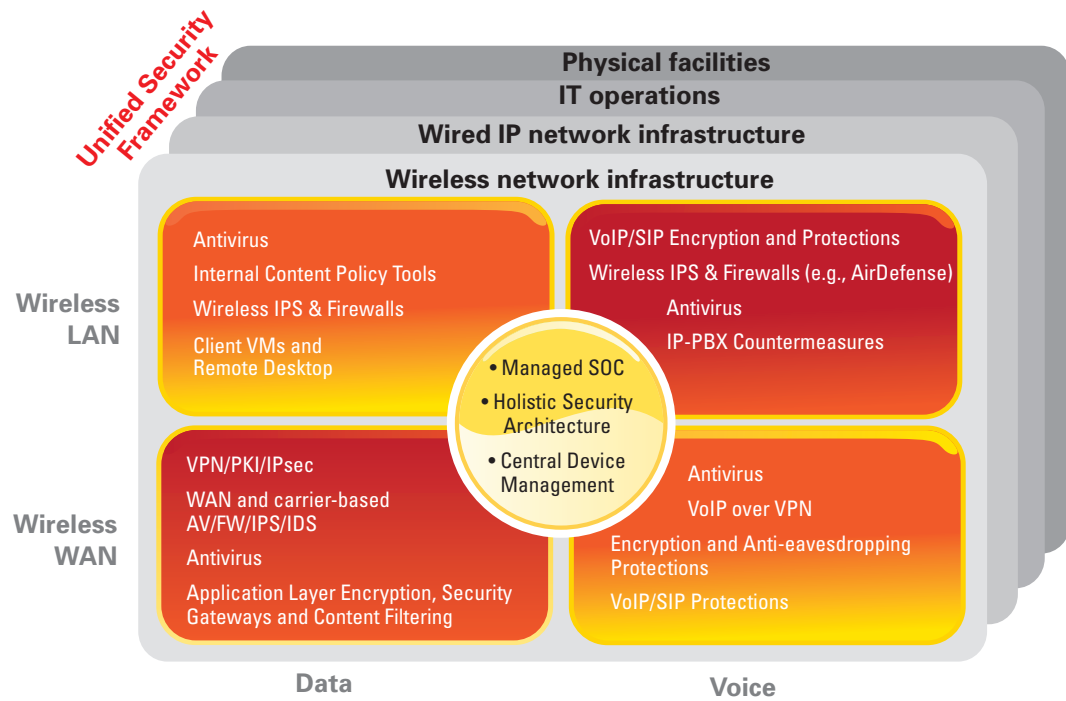 Unified Security
Framework
Physical facilities
IT operations
Wired IP network infrastructure
Wireless network infrastructure
Wireless
LAN
Antivirus
Internal Content Policy Tools
Wireless IPS & Firewalls
Client VMs and
Remote Desktop
VoIP/SIP Encryption and Protections
Wireless IPS & Firewalls (e.g., AirDefense)
Antivirus
IP-PBX Countermeasures
• Managed SOC
• Holistic Security
Architecture
• Central Device
Management
Wireless
WAN
VPN/PKI/IPsec
WAN and carrier-based
AV/FW/IPS/IDS
Antivirus
Application Layer Encryption, Security
Gateways and Content Filtering
Antivirus
VoIP over VPN
Encryption and Anti-eavesdropping
Protections
VoIP/SIP Protections
Data
Voice